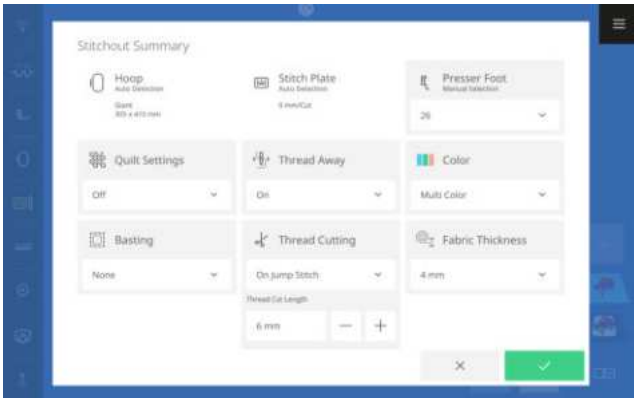 Stitchout Summary
Hoop
Auto Detection
Giant
Stitch Plate
Auto Detection
Presser Foot
Manual Selection
26
Quilt Settings
Off
Thread Away
On
Color
Multi Color
Basting
None
Thread Cutting
On Jump Stitch
Thread Cut Length
6 mm
Fabric Thickness
4 mm